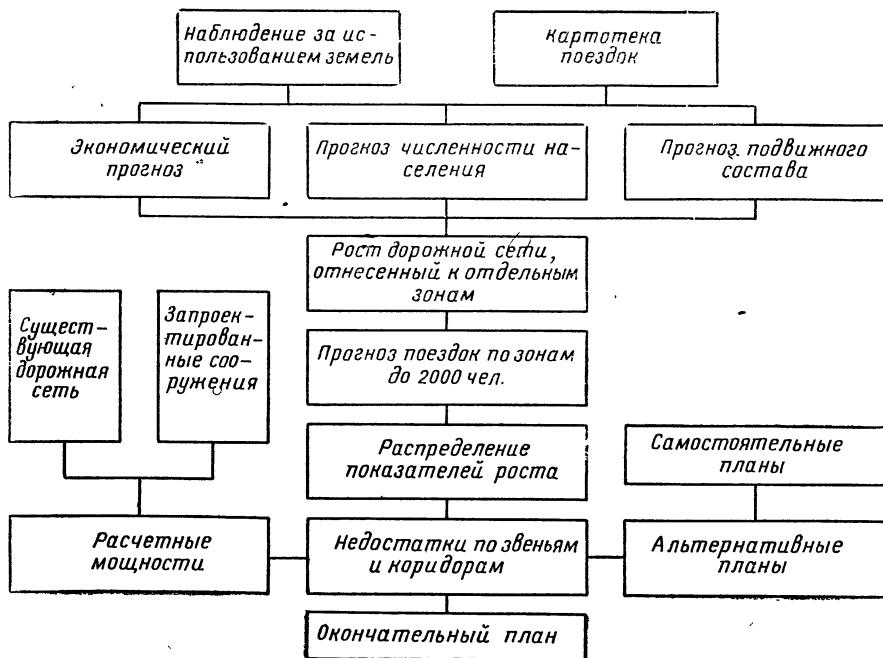 Наблюдение за ис-
пользованием земель
Картотека
поездок
Экономический
прогноз
Прогноз численности на-
селения
Прогноз подвижного
состава
Рост дорожной сети,
отнесенный к отдельным
зонам
Сущест-
вующая
дорожная
сеть
Запроек-
тирован-
ные соо-
ружения
Прогноз поездок по зонам
до 2000 чел.
Распределение
показателей роста
Самостоятельные
планы
Расчетные
мощности
Недостатки по звеньям
и коридорам
Альтернативные
планы
Окончательный план